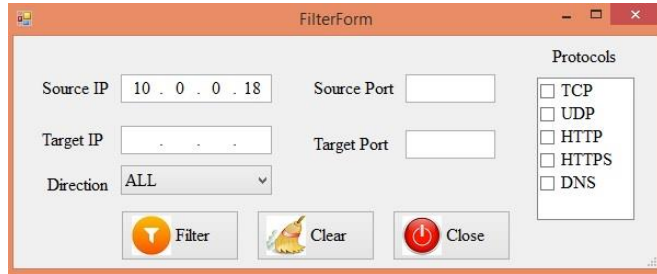 FilterForm
Protocols
Source IP 10 . 0 . 0 . 18 Source Port
TCP
UDP
Target IP . . . Target Port
HTTP
HTTPS
Direction ALL
DNS
Filter Clear Close